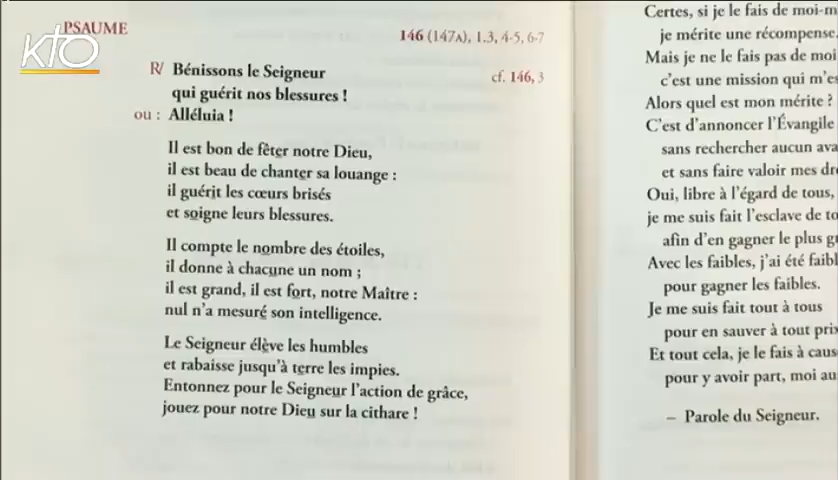 kto
PSAUME
146 (147A), 1.3, 4-5, 6-7
R/ Bénissons le Seigneur
cf. 146, 3
qui guérit nos blessures !
ou : Alléluia !
Il est bon de fêter notre Dieu,
il est beau de chanter sa louange :
il guérit les cœurs brisés
et soigne leurs blessures.
Il compte le nombre des étoiles,
il donne à chacune un nom ;
il est grand, il est fort, notre Maître :
nul n'a mesuré son intelligence.
Le Seigneur élève les humbles
et rabaisse jusqu'à terre les impies.
Entonnez pour le Seigneur l'action de grâce,
jouez pour notre Dieu sur la cithare !
Certes, si je le fais de moi-m
je mérite une récompense.
Mais je ne le fais pas de moi
c'est une mission qui m'es
Alors quel est mon mérite ?
C'est d'annoncer l'Évangile
sans rechercher aucun ava
et sans faire valoir mes dr
Oui, libre à l'égard de tous,
je me suis fait l'esclave de to
afin d'en gagner le plus g
Avec les faibles, j'ai été faibl
pour gagner les faibles.
Je me suis fait tout à tous
pour en sauver à tout prix
Et tout cela, je le fais à caus
pour y avoir part, moi au
– Parole du Seigneur.